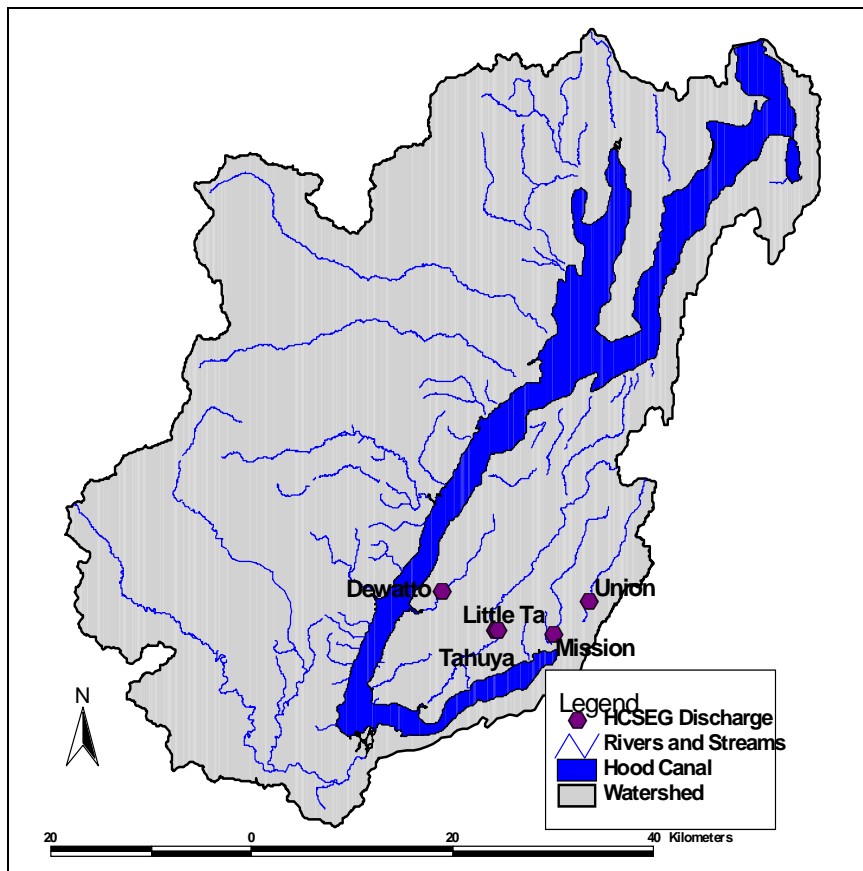 Dewatto
Union
Little Ta
Tahuya
Mission
N
Legend
HCSEG Discharge
Rivers and Streams
Hood Canal
Watershed
20 0 20 40 Kilometers